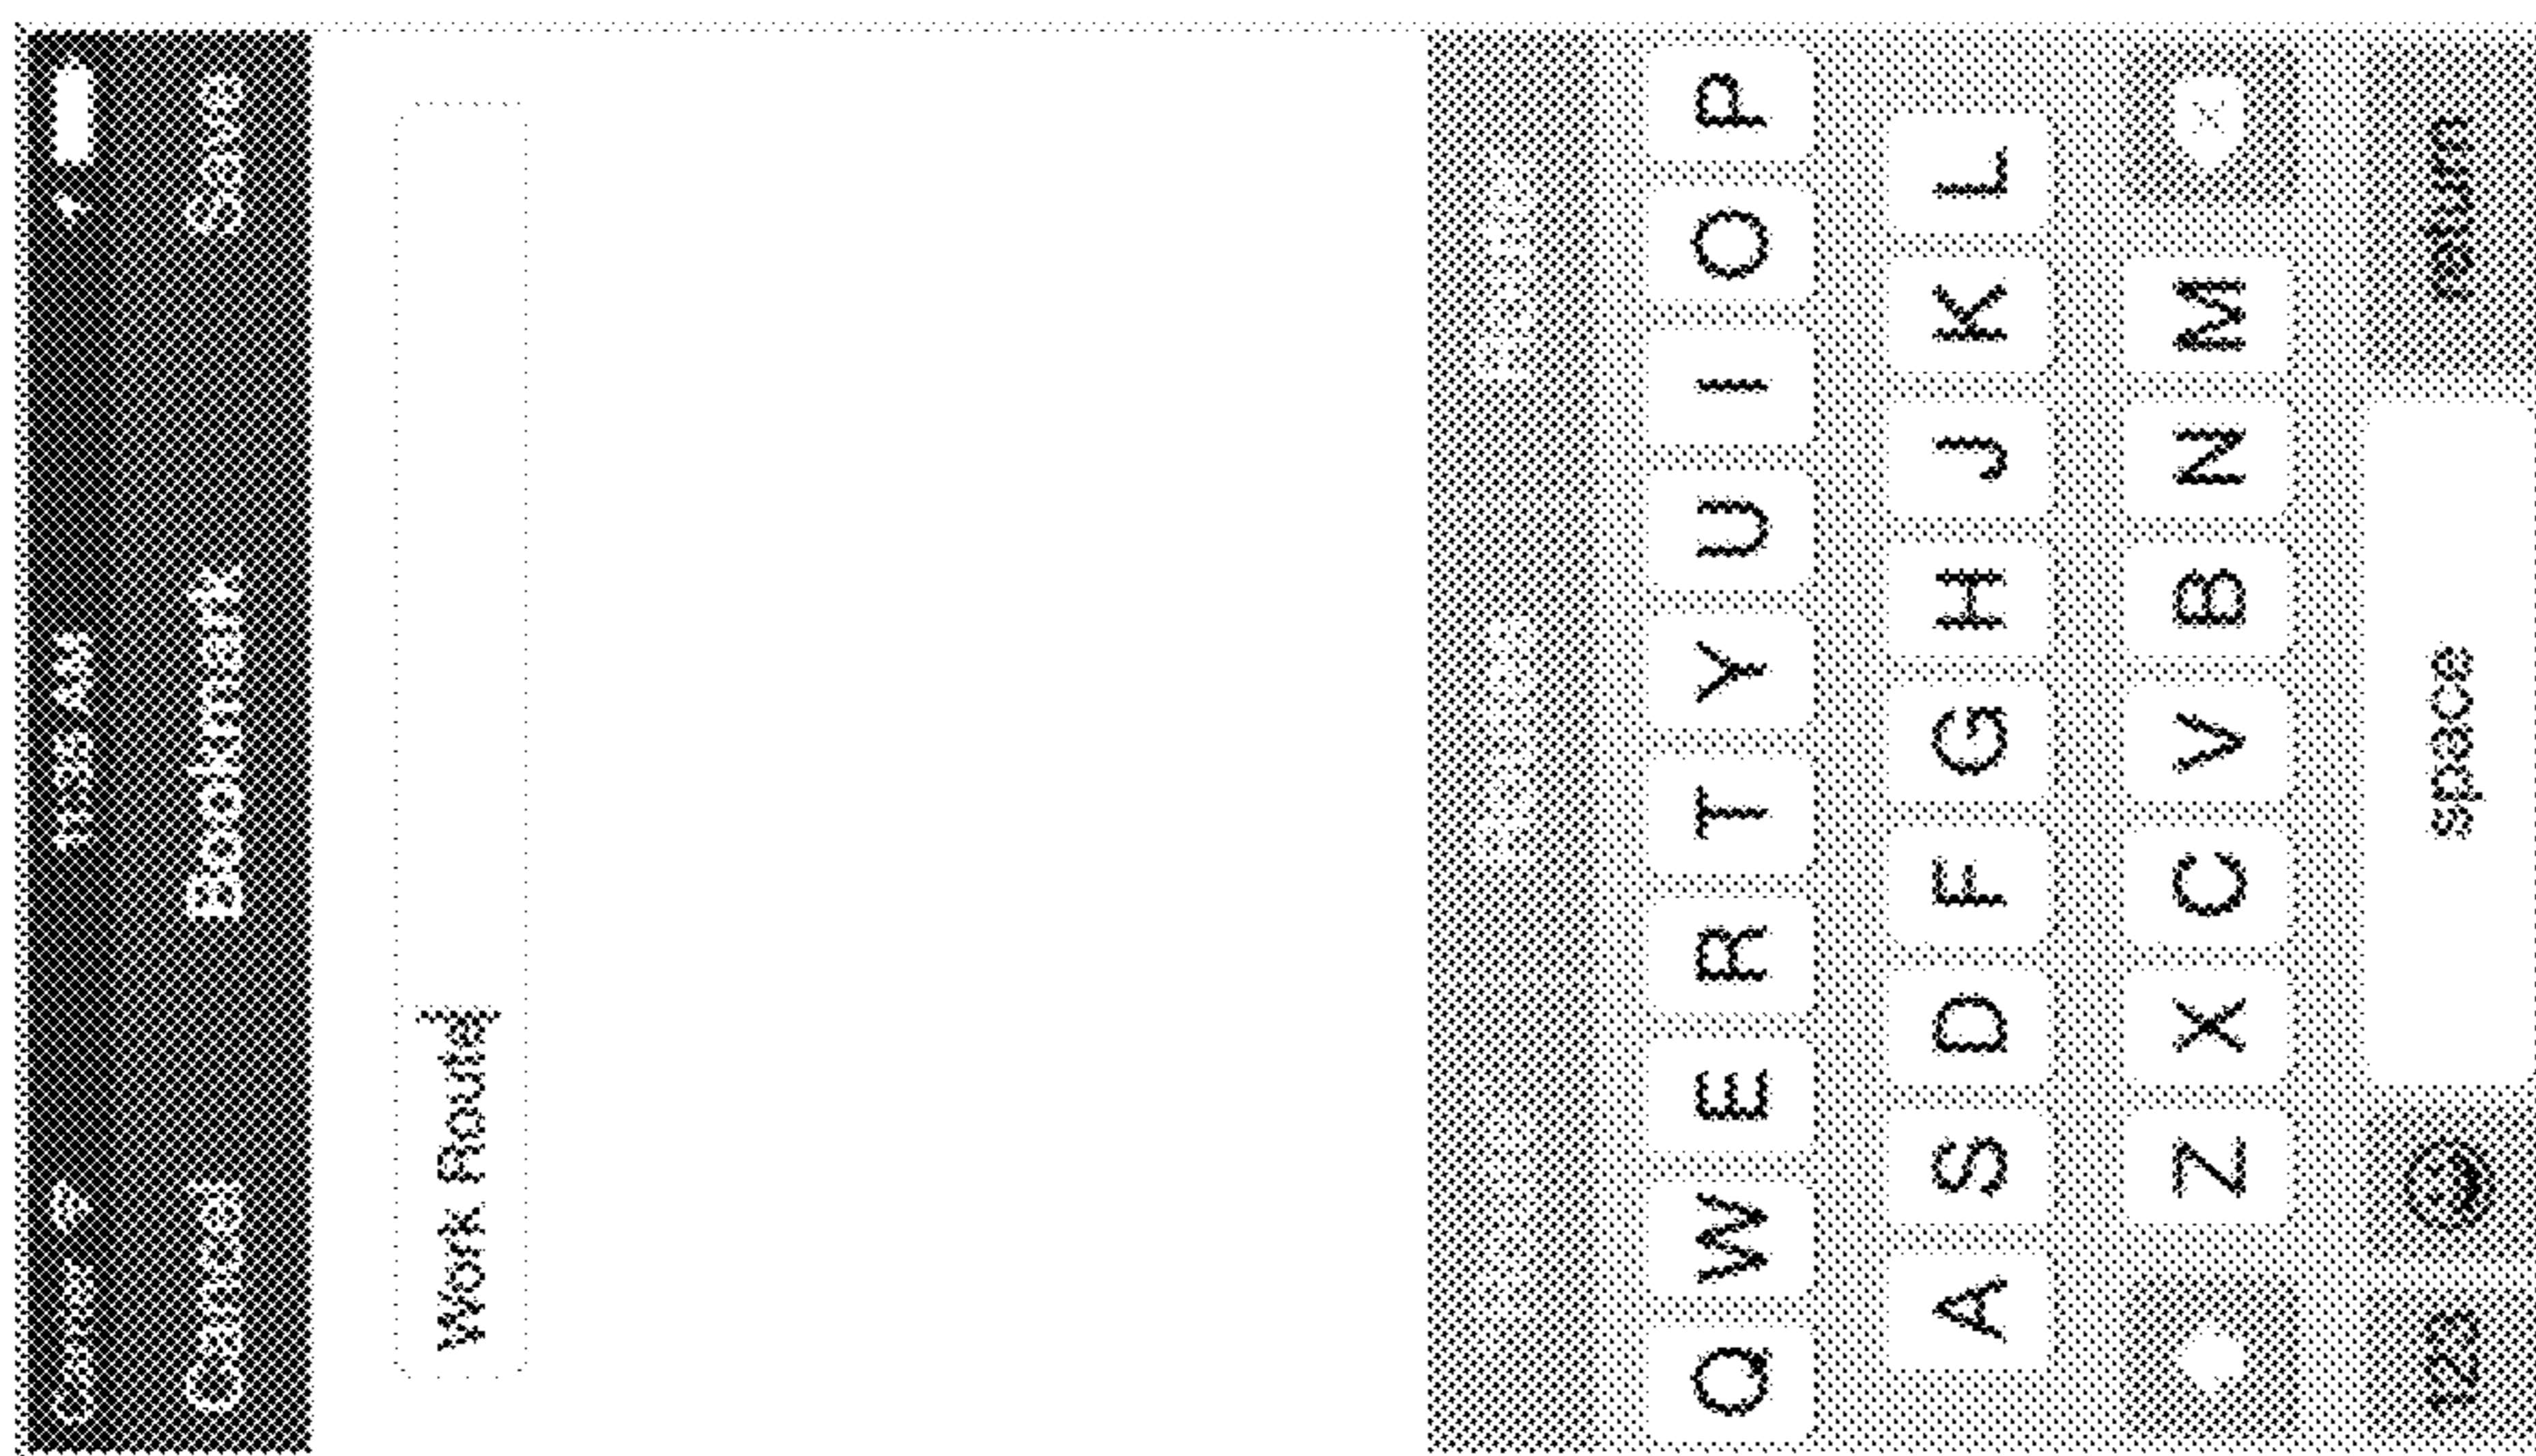 Carrier 11:35 AM
Cancel Bookmark Save
Work Route
Q W E R T Y U I O P
A S D F G H J K L
Z X C V B N M
123 space return